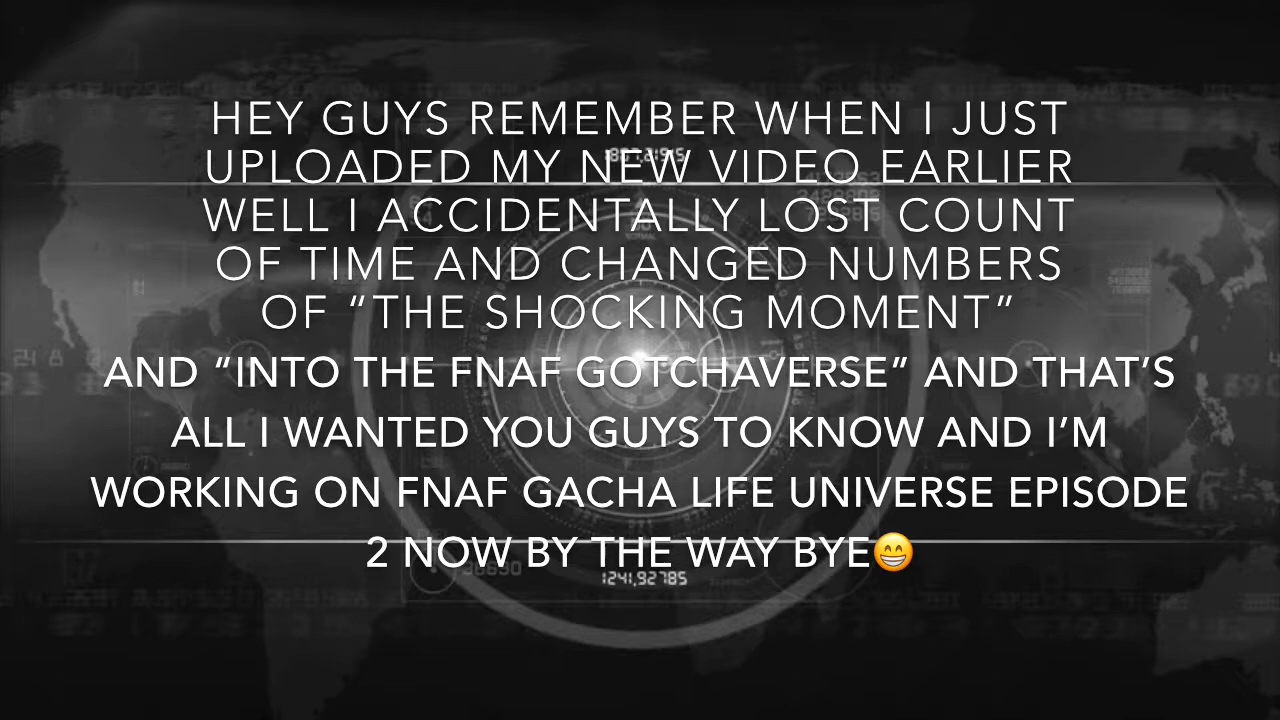 HEY GUYS REMEMBER WHEN I JUST
UPLOADED MY NEW VIDEO EARLIER
WELL I ACCIDENTALLY LOST COUNT
OF TIME AND CHANGED NUMBERS
OF “THE SHOCKING MOMENT”
AND “INTO THE FNAF GOTCHAVERSE” AND THAT’S
ALL I WANTED YOU GUYS TO KNOW AND I’M
WORKING ON FNAF GACHA LIFE UNIVERSE EPISODE
2 NOW BY THE WAY BYE😁
1241,92785